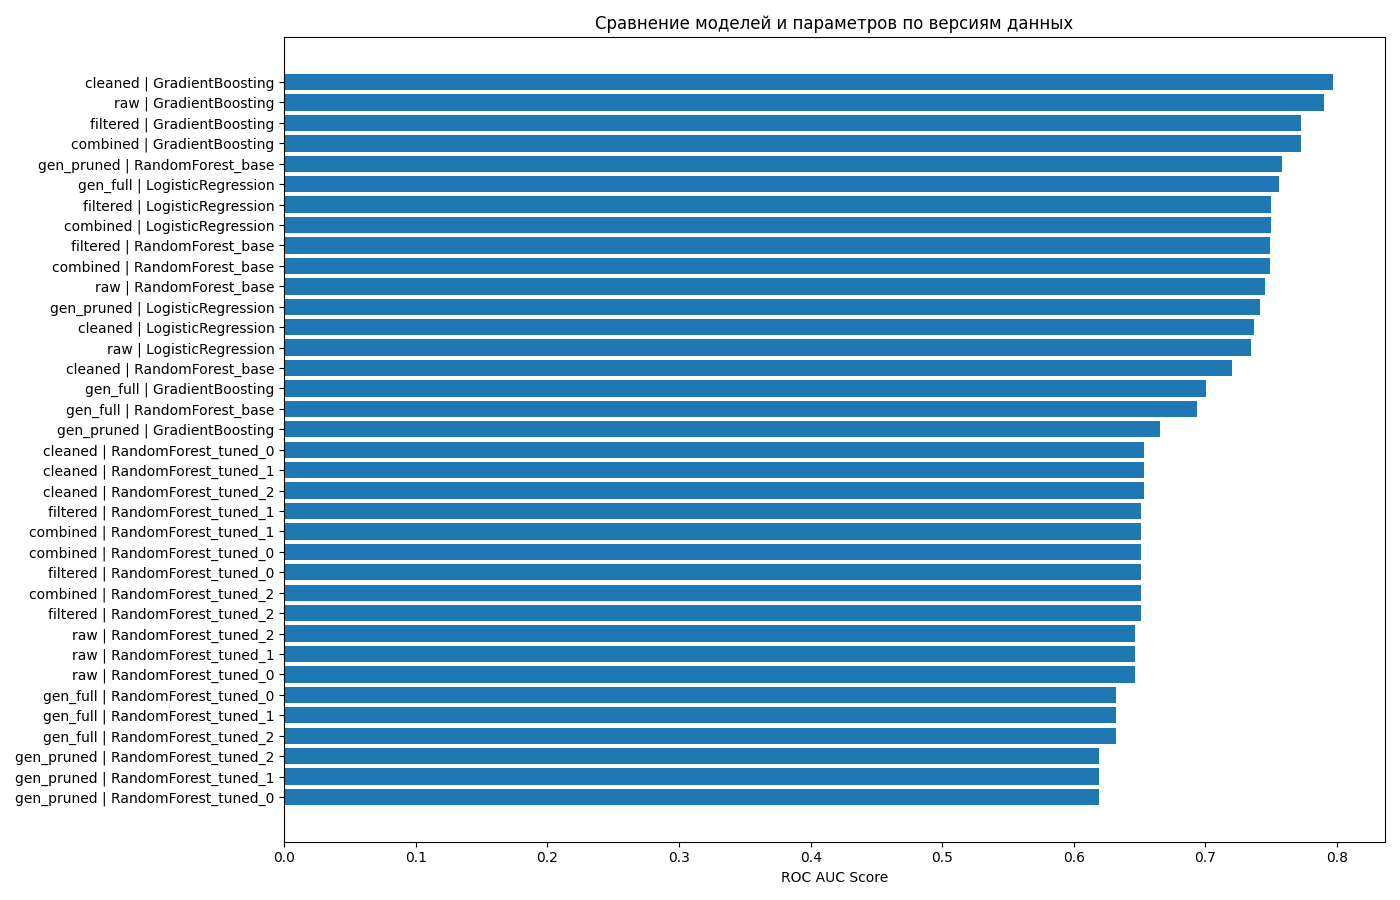 Сравнение моделей и параметров по версиям данных
cleaned | GradientBoosting
raw | GradientBoosting
filtered | GradientBoosting
combined | GradientBoosting
gen_pruned | RandomForest_base
gen_full | LogisticRegression
filtered | LogisticRegression
combined | LogisticRegression
filtered | RandomForest_base
combined | RandomForest_base
raw | RandomForest_base
gen_pruned | LogisticRegression
cleaned | LogisticRegression
raw | LogisticRegression
cleaned | RandomForest_base
gen_full | GradientBoosting
gen_full | RandomForest_base
gen_pruned | GradientBoosting
cleaned | RandomForest_tuned_0
cleaned | RandomForest_tuned_1
cleaned | RandomForest_tuned_2
filtered | RandomForest_tuned_1
combined | RandomForest_tuned_1
combined | RandomForest_tuned_0
filtered | RandomForest_tuned_0
combined | RandomForest_tuned_2
filtered | RandomForest_tuned_2
raw | RandomForest_tuned_2
raw | RandomForest_tuned_1
raw | RandomForest_tuned_0
gen_full | RandomForest_tuned_0
gen_full | RandomForest_tuned_1
gen_full | RandomForest_tuned_2
gen_pruned | RandomForest_tuned_2
gen_pruned | RandomForest_tuned_1
gen_pruned | RandomForest_tuned_0
0.0 0.1 0.2 0.3 0.4 0.5 0.6 0.7 0.8
ROC AUC Score